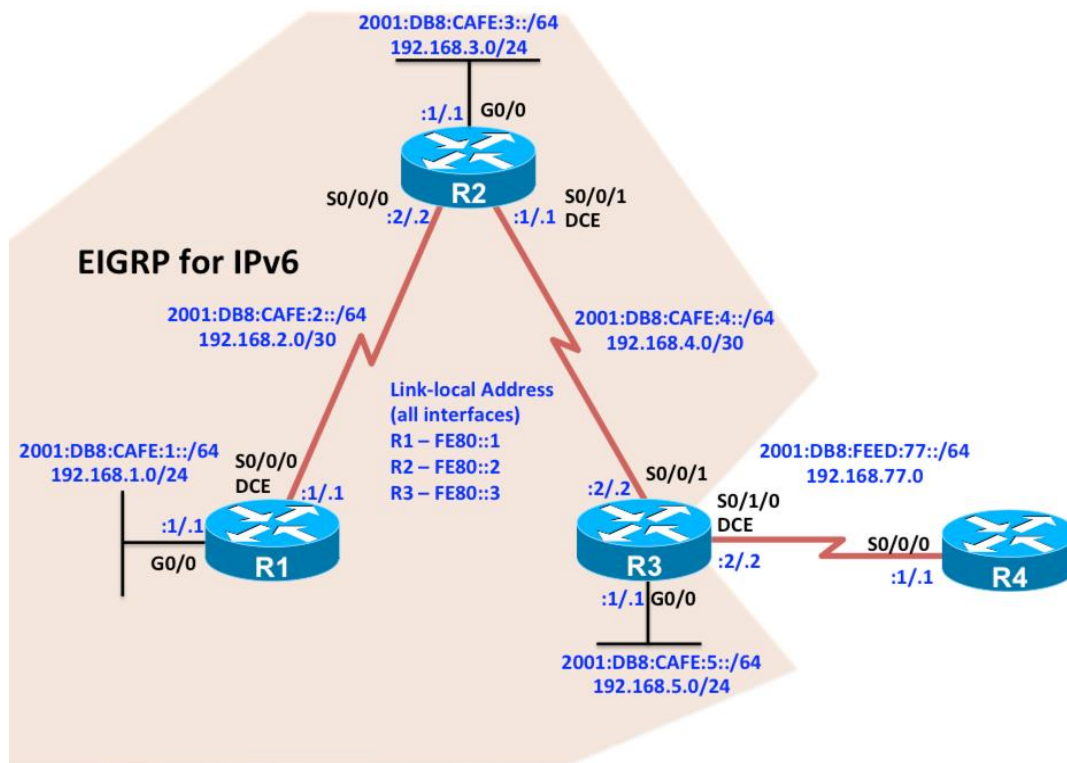 2001:DB8:CAFE:3::/64
192.168.3.0/24
:1/.1
G0/0
R2
S0/0/0
:2/.2
:1/.1
S0/0/1
DCE
EIGRP for IPv6
2001:DB8:CAFE:2::/64
192.168.2.0/30
2001:DB8:CAFE:4::/64
192.168.4.0/30
Link-local Address
(all interfaces)
R1 – FE80::1
R2 – FE80::2
R3 – FE80::3
2001:DB8:CAFE:1::/64
192.168.1.0/24
S0/0/0
DCE
:1/.1
:1/.1
G0/0
R1
2001:DB8:FEED:77::/64
192.168.77.0
S0/0/1
:2/.2
S0/1/0
DCE
:2/.2
R3
S0/0/0
:1/.1
R4
:1/.1
G0/0
2001:DB8:CAFE:5::/64
192.168.5.0/24